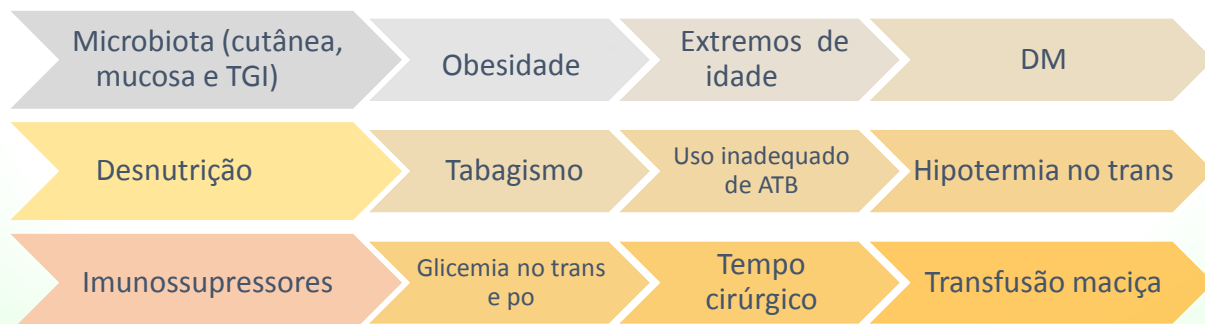 Microbiota (cutânea,
mucosa e TGI)
Obesidade
Extremos de
idade
DM
Desnutrição
Tabagismo
Uso inadequado
de ATB
Hipotermia no trans
Imunossupressores
Glicemia no trans
e po
Tempo
cirúrgico
Transfusão maciça